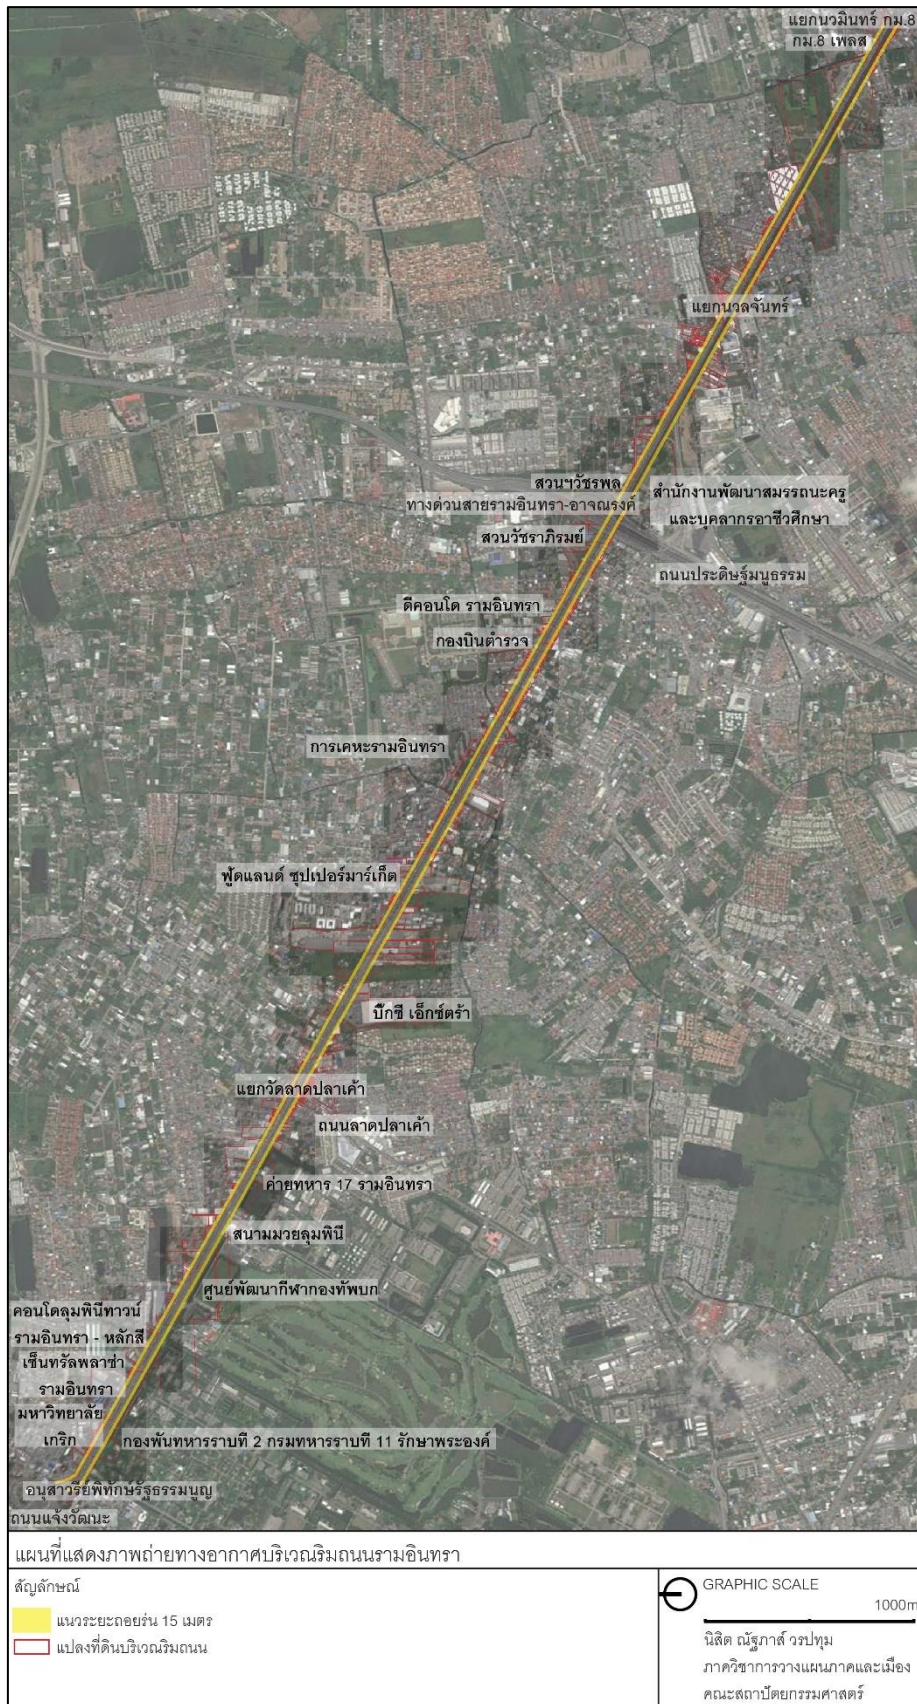 แยกนวมินทร์ กม.8
กม.8 เพลส
แยกนวลจันทร์
สวนฯวัชรพล
ทางด่วนสายรามอินทรา-อาจณรงค์
สำนักงานพัฒนาสมรรถนะครู
และบุคลากรอาชีวศึกษา
สวนวัชราภิรมย์
ถนนประดิษฐ์มนูธรรม
ดีคอนโด รามอินทรา
กองบินตำรวจ
การเคหะรามอินทรา
ฟู้ดแลนด์ ซุปเปอร์มาร์เก็ต
บิ๊กซี เอ็กซ์ตร้า
แยกวัดลาดปลาเค้า
ถนนลาดปลาเค้า
ค่ายทหาร 17 รามอินทรา
สนามมวยลุมพินี
ศูนย์พัฒนากีฬากองทัพบก
คอนโดลุมพินีทาวน์
รามอินทรา - หลักสี่
เซ็นทรัลพลาซ่า
รามอินทรา
มหาวิทยาลัย
เกริก
กองพันทหารราบที่ 2 กรมทหารราบที่ 11 รักษาพระองค์
อนุสาวรีย์พิทักษ์รัฐธรรมนูญ
ถนนแจ้งวัฒนะ
แผนที่แสดงภาพถ่ายทางอากาศบริเวณริมถนนรามอินทรา
สัญลักษณ์
แนวระยะถอยร่น 15 เมตร
แปลงที่ดินบริเวณริมถนน
GRAPHIC SCALE
1000m
นิสิต ณัฐภาส์ วรปทุม
ภาควิชาการวางแผนภาคและเมือง
คณะสถาปัตยกรรมศาสตร์